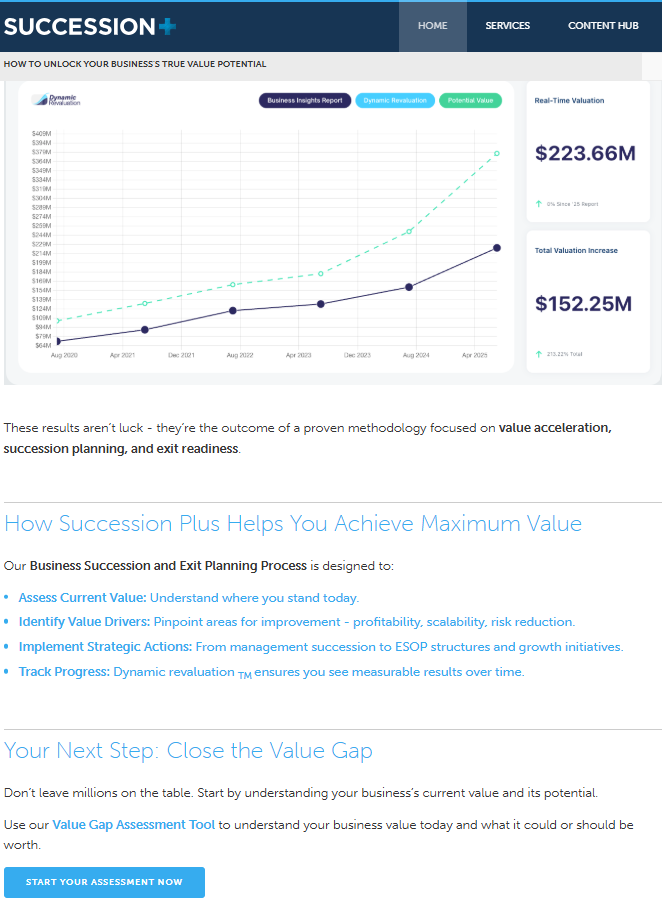 SUCCESSION+
HOME
SERVICES
CONTENT HUB
HOW TO UNLOCK YOUR BUSINESS'S TRUE VALUE POTENTIAL
Dynamic
Revaluation
Business Insights Report
Dynamic Revaluation
Potential Value
$409M
$394M
$379M
$364M
$349M
$334M
$319M
$304M
$289M
$274M
$259M
$244M
$229M
$214M
$199M
$184M
$169M
$154M
$139M
$124M
$109M
$94M
$79M
$64M
Aug 2020
Apr 2021
Dec 2021
Aug 2022
Apr 2023
Dec 2023
Aug 2024
Apr 2025
Real-Time Valuation
$223.66M
0% Since '25 Report
Total Valuation Increase
$152.25M
213.22% Total
These results aren't luck - they're the outcome of a proven methodology focused on value acceleration,
succession planning, and exit readiness.
How Succession Plus Helps You Achieve Maximum Value
Our Business Succession and Exit Planning Process is designed to:
• Assess Current Value: Understand where you stand today.
• Identify Value Drivers: Pinpoint areas for improvement - profitability, scalability, risk reduction.
• Implement Strategic Actions: From management succession to ESOP structures and growth initiatives.
• Track Progress: Dynamic revaluation TM ensures you see measurable results over time.
Your Next Step: Close the Value Gap
Don't leave millions on the table. Start by understanding your business's current value and its potential.
Use our Value Gap Assessment Tool to understand your business value today and what it could or should be
worth.
START YOUR ASSESSMENT NOW